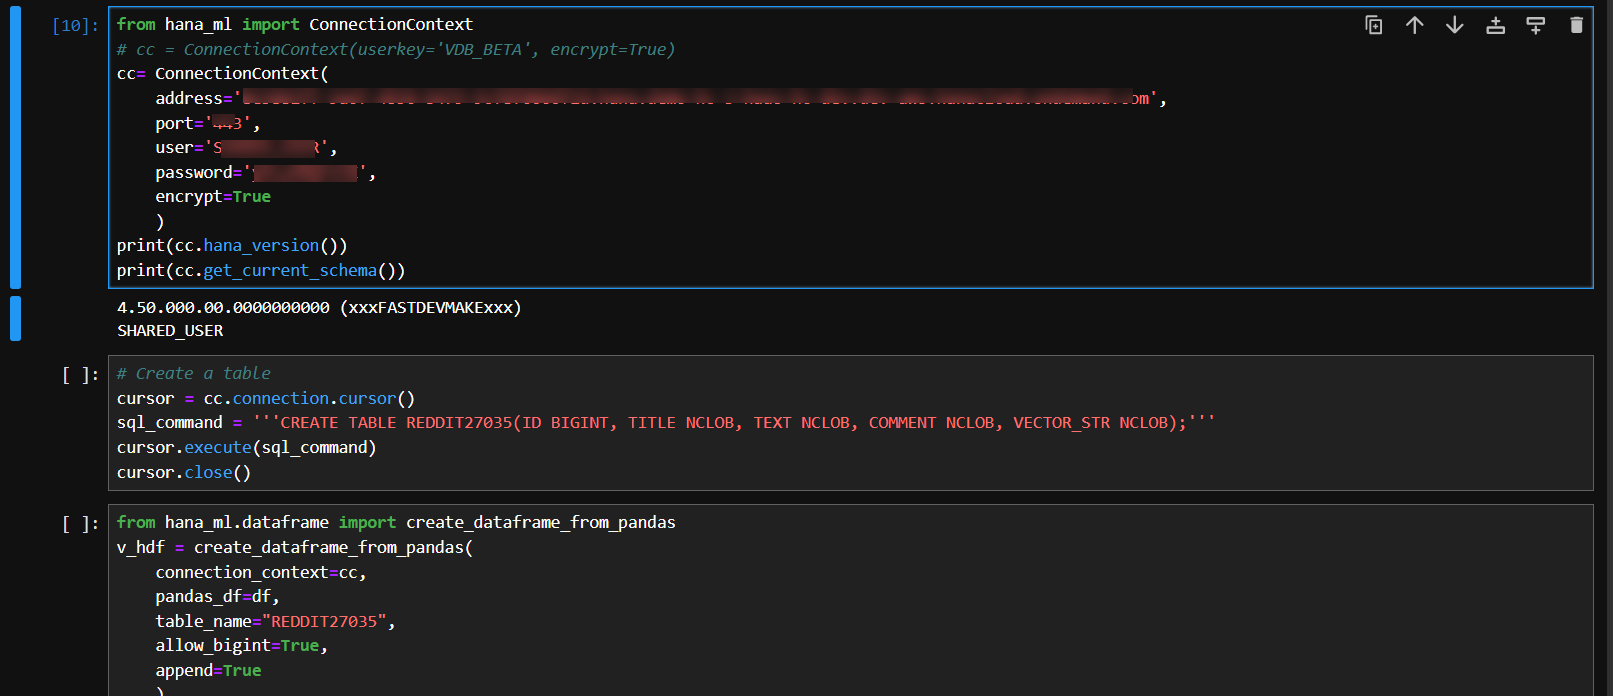 [10]:
from hana_ml import ConnectionContext
# cc = ConnectionContext(userkey='VDB_BETA', encrypt=True)
cc= ConnectionContext(
address=' om',
port=' 3',
user='S R',
password=' ',
encrypt=True
)
print(cc.hana_version())
print(cc.get_current_schema())
4.50.000.00.0000000000 (xxxFASTDEVMAKExxx)
SHARED_USER
[ ]:
# Create a table
cursor = cc.connection.cursor()
sql_command = '''CREATE TABLE REDDIT27035(ID BIGINT, TITLE NCLOB, TEXT NCLOB, COMMENT NCLOB, VECTOR_STR NCLOB);'''
cursor.execute(sql_command)
cursor.close()
[ ]:
from hana_ml.dataframe import create_dataframe_from_pandas
v_hdf = create_dataframe_from_pandas(
connection_context=cc,
pandas_df=df,
table_name="REDDIT27035",
allow_bigint=True,
append=True
)